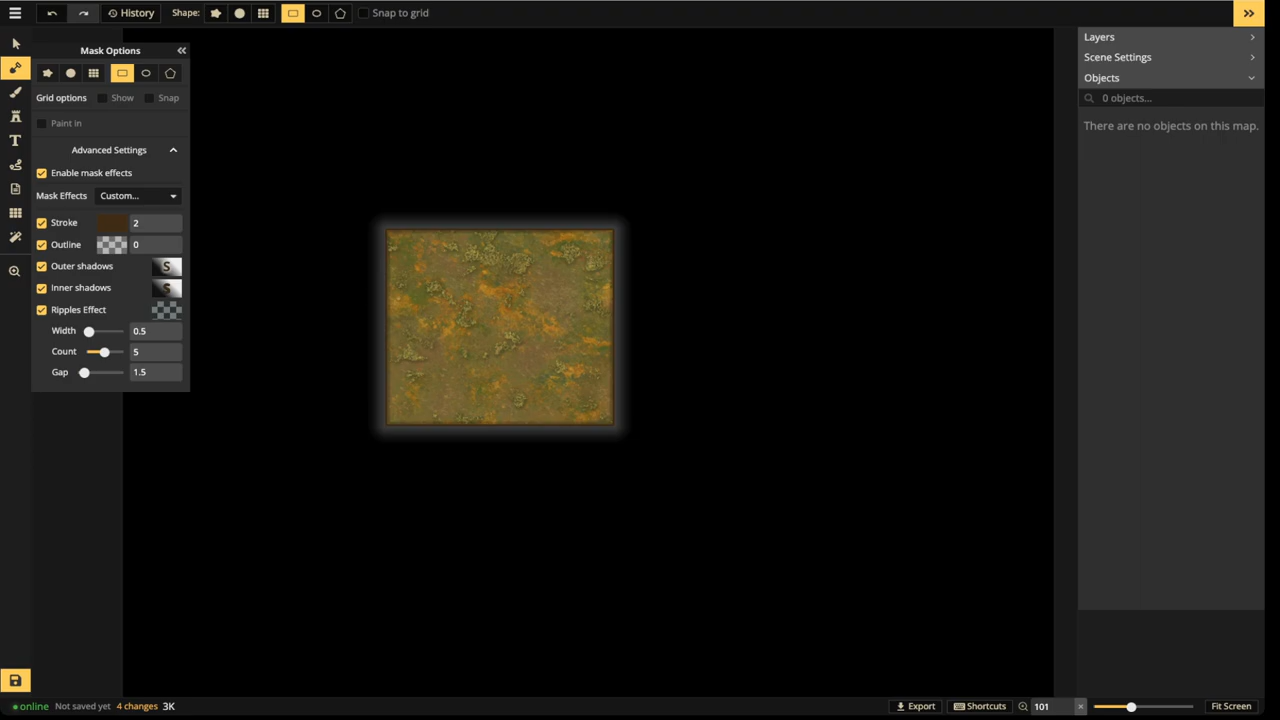 History Shape: Snap to grid
Mask Options
Grid options Show Snap
Paint in
Advanced Settings
Enable mask effects
Mask Effects Custom...
Stroke 2
Outline 0
Outer shadows S
Inner shadows S
Ripples Effect
Width 0.5
Count 5
Gap 1.5
Layers
Scene Settings
Objects
0 objects...
There are no objects on this map.
online Not saved yet 4 changes 3K Export Shortcuts 101 Fit Screen